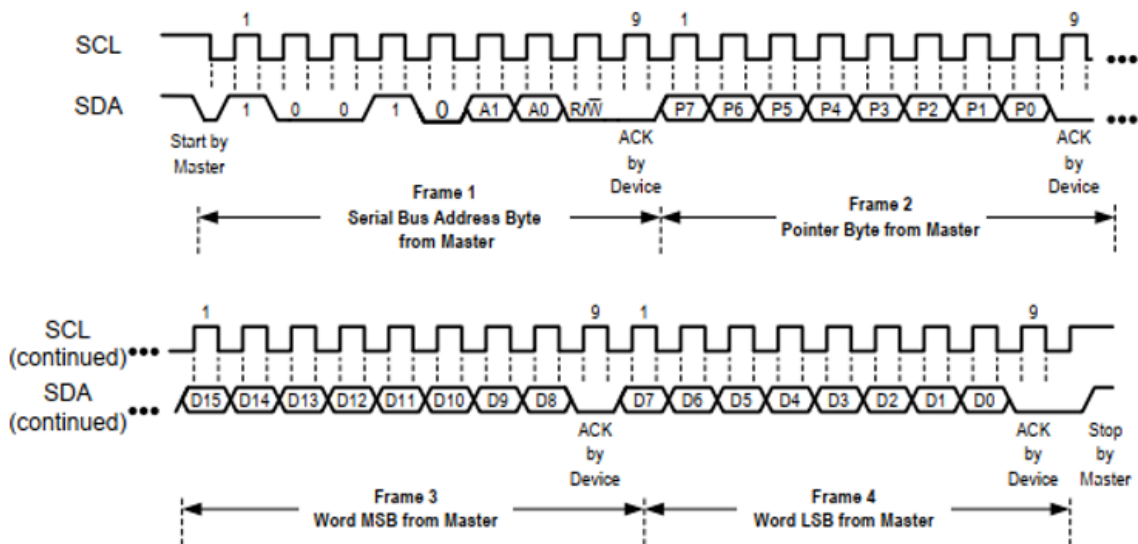 1 9 1 9
SCL
SDA 1 0 0 1 0 A1 A0 R/W̅ P7 P6 P5 P4 P3 P2 P1 P0
Start by
Master
ACK
by
Device
ACK
by
Device
Frame 1
Serial Bus Address Byte
from Master
Frame 2
Pointer Byte from Master
1 9 1 9
SCL
(continued)
SDA
(continued)
D15 D14 D13 D12 D11 D10 D9 D8 D7 D6 D5 D4 D3 D2 D1 D0
ACK
by
Device
ACK
by
Device
Stop
by
Master
Frame 3
Word MSB from Master
Frame 4
Word LSB from Master